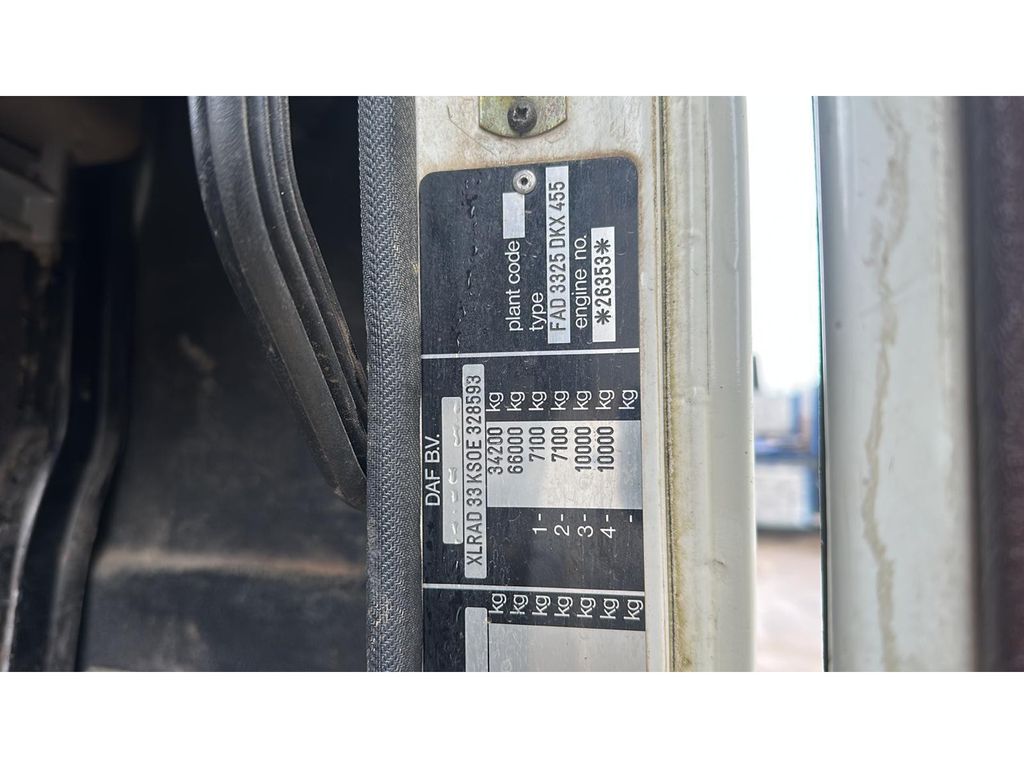 DAF B.V.
XLRAD 33 KS0E 328593
34200 kg
66000 kg
1- 7100 kg
2- 7100 kg
3- 10000 kg
4- 10000 kg
- kg
plant code
type
FAD 3325 DKX 455
engine no.
*26353*
kg
kg
kg
kg
kg
kg
kg